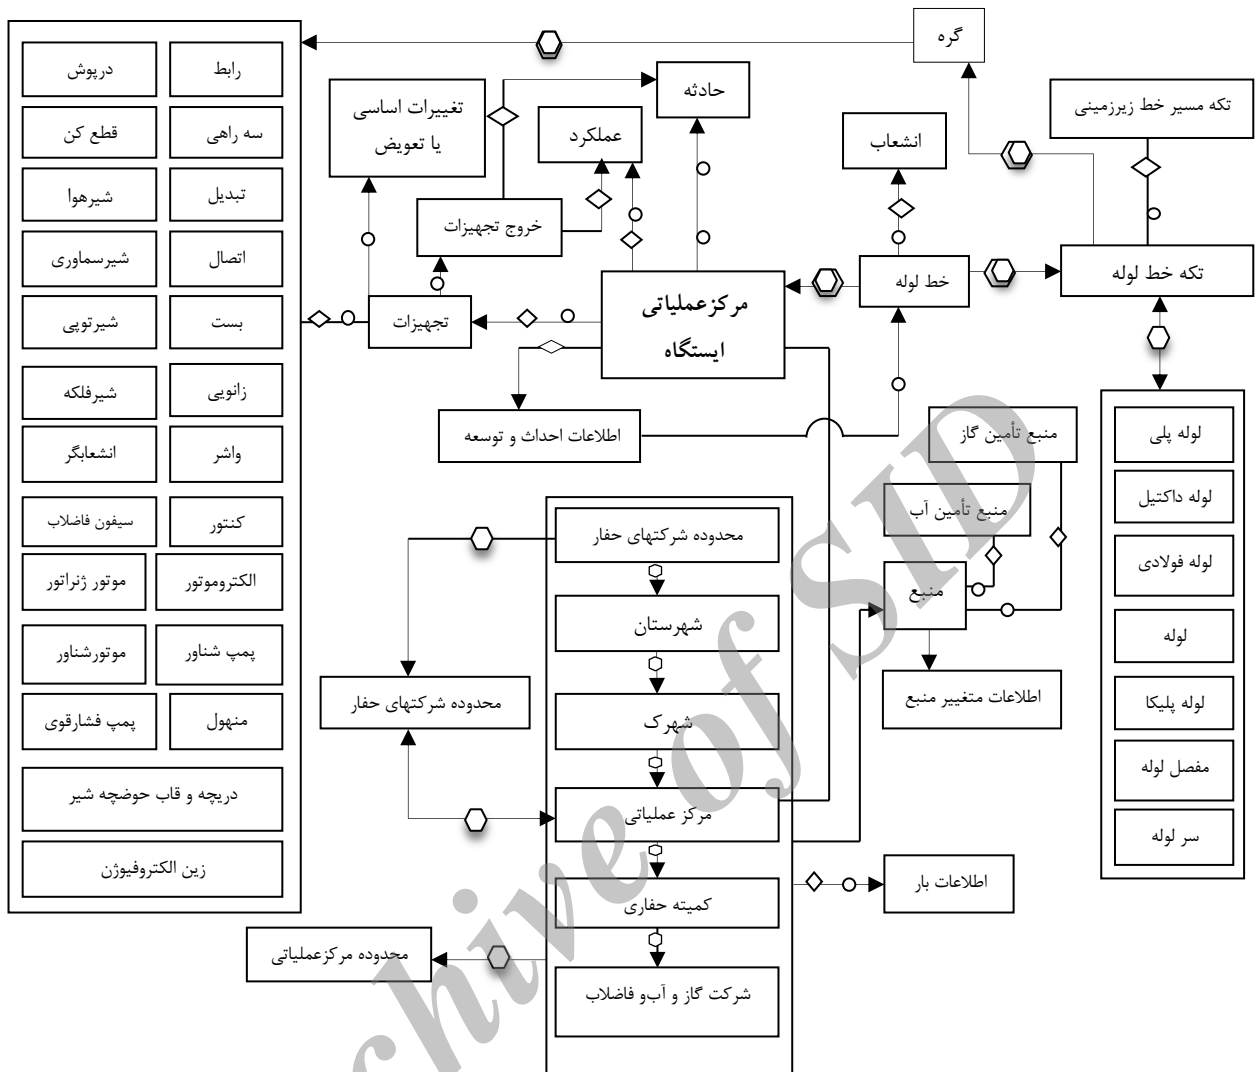 گره
تکه مسیر خط زیرزمینی
حادثه
تغییرات اساسی
یا تعویض
عملکرد
انشعاب
خروج تجهیزات
تکه خط لوله
خط لوله
مرکزعملیاتی
ایستگاه
تجهیزات
اطلاعات احداث و توسعه
رابط
درپوش
سه راهی
قطع کن
تبدیل
شیرهوا
اتصال
شیرسماوری
بست
شیرتوپی
زانویی
شیرفلکه
واشر
انشعابگر
کنتور
سیفون فاضلاب
الکتروموتور
موتور ژنراتور
پمپ شناور
موتورشناور
منهول
پمپ فشارقوی
دریچه و قاب حوضچه شیر
زین الکتروفیوژن
لوله پلی
لوله داکتیل
لوله فولادی
لوله
لوله پلیکا
مفصل لوله
سر لوله
منبع تأمین گاز
منبع تأمین آب
منبع
اطلاعات متغییر منبع
محدوده شرکتهای حفار
شهرستان
شهرک
مرکز عملیاتی
کمیته حفاری
شرکت گاز و آب‌و فاضلاب
محدوده شرکتهای حفار
محدوده مرکزعملیاتی
اطلاعات بار
chive of SID